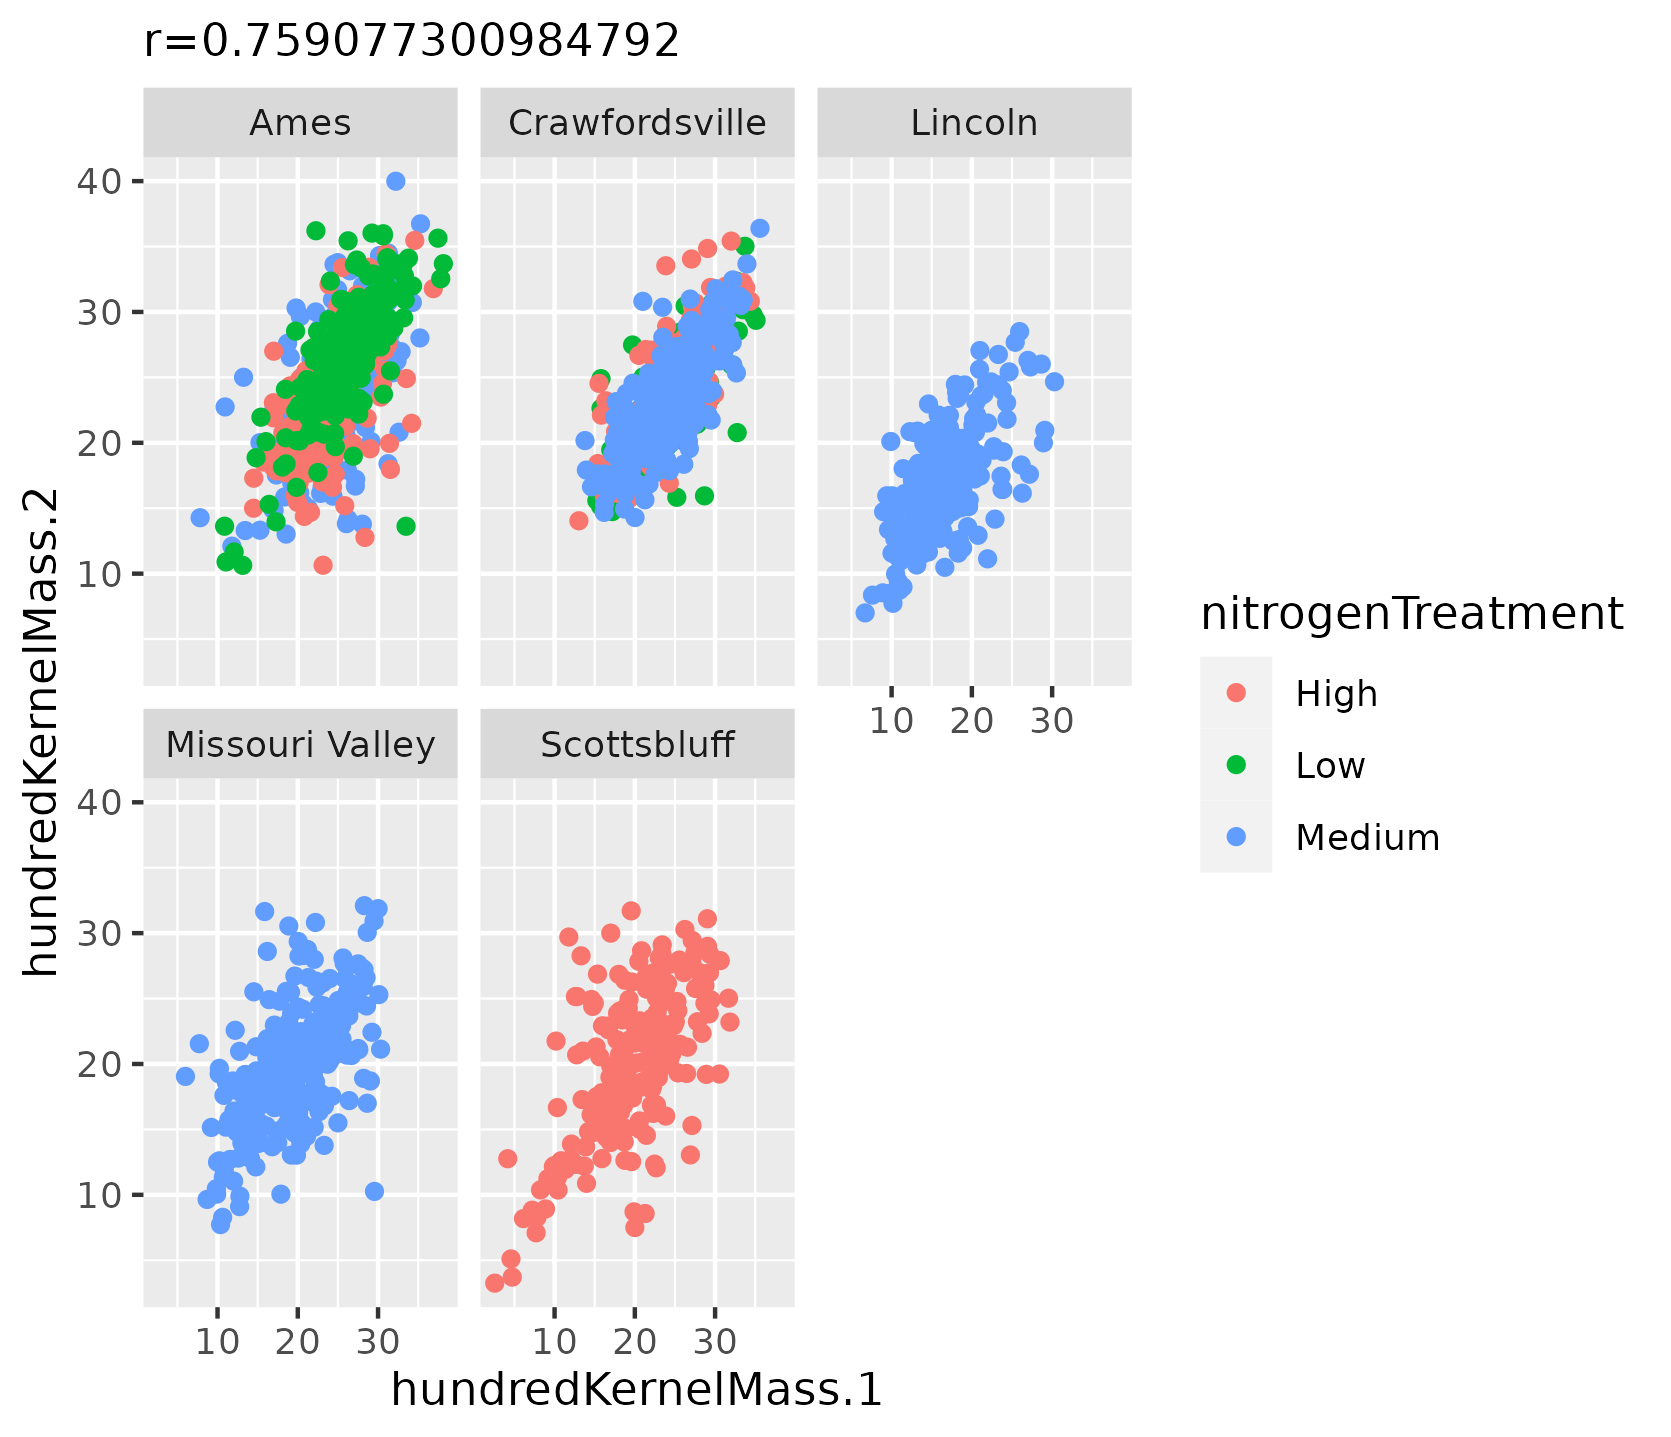 r=0.759077300984792
Ames
Crawfordsville
Lincoln
40
30
20
10
10 20 30
Missouri Valley
Scottsbluff
40
30
20
10
10 20 30
10 20 30
hundredKernelMass.1
hundredKernelMass.2
nitrogenTreatment
High
Low
Medium